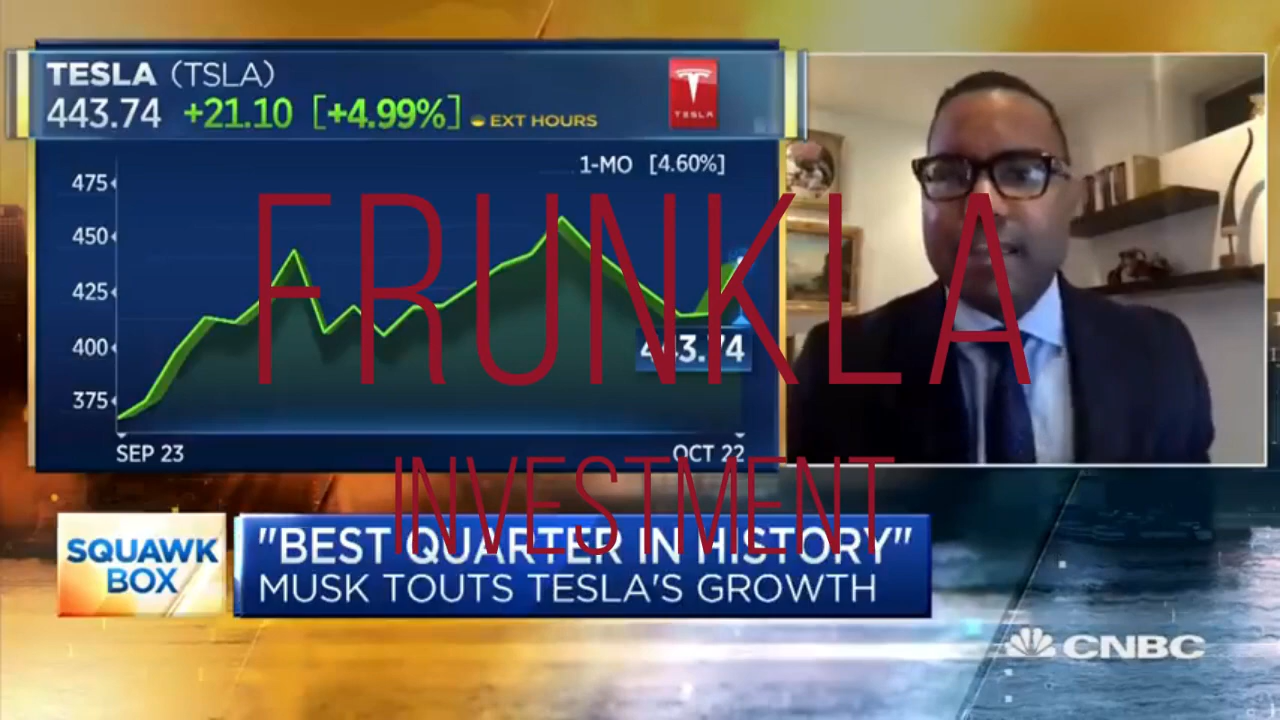 TESLA (TSLA)
443.74 +21.10 [+4.99%] EXT HOURS
TESLA
1-MO [4.60%]
475
450
425
400
375
443.74
SEP 23 OCT 22
FRUNKLA
INVESTMENT
SQUAWK
BOX
"BEST QUARTER IN HISTORY"
MUSK TOUTS TESLA'S GROWTH
CNBC